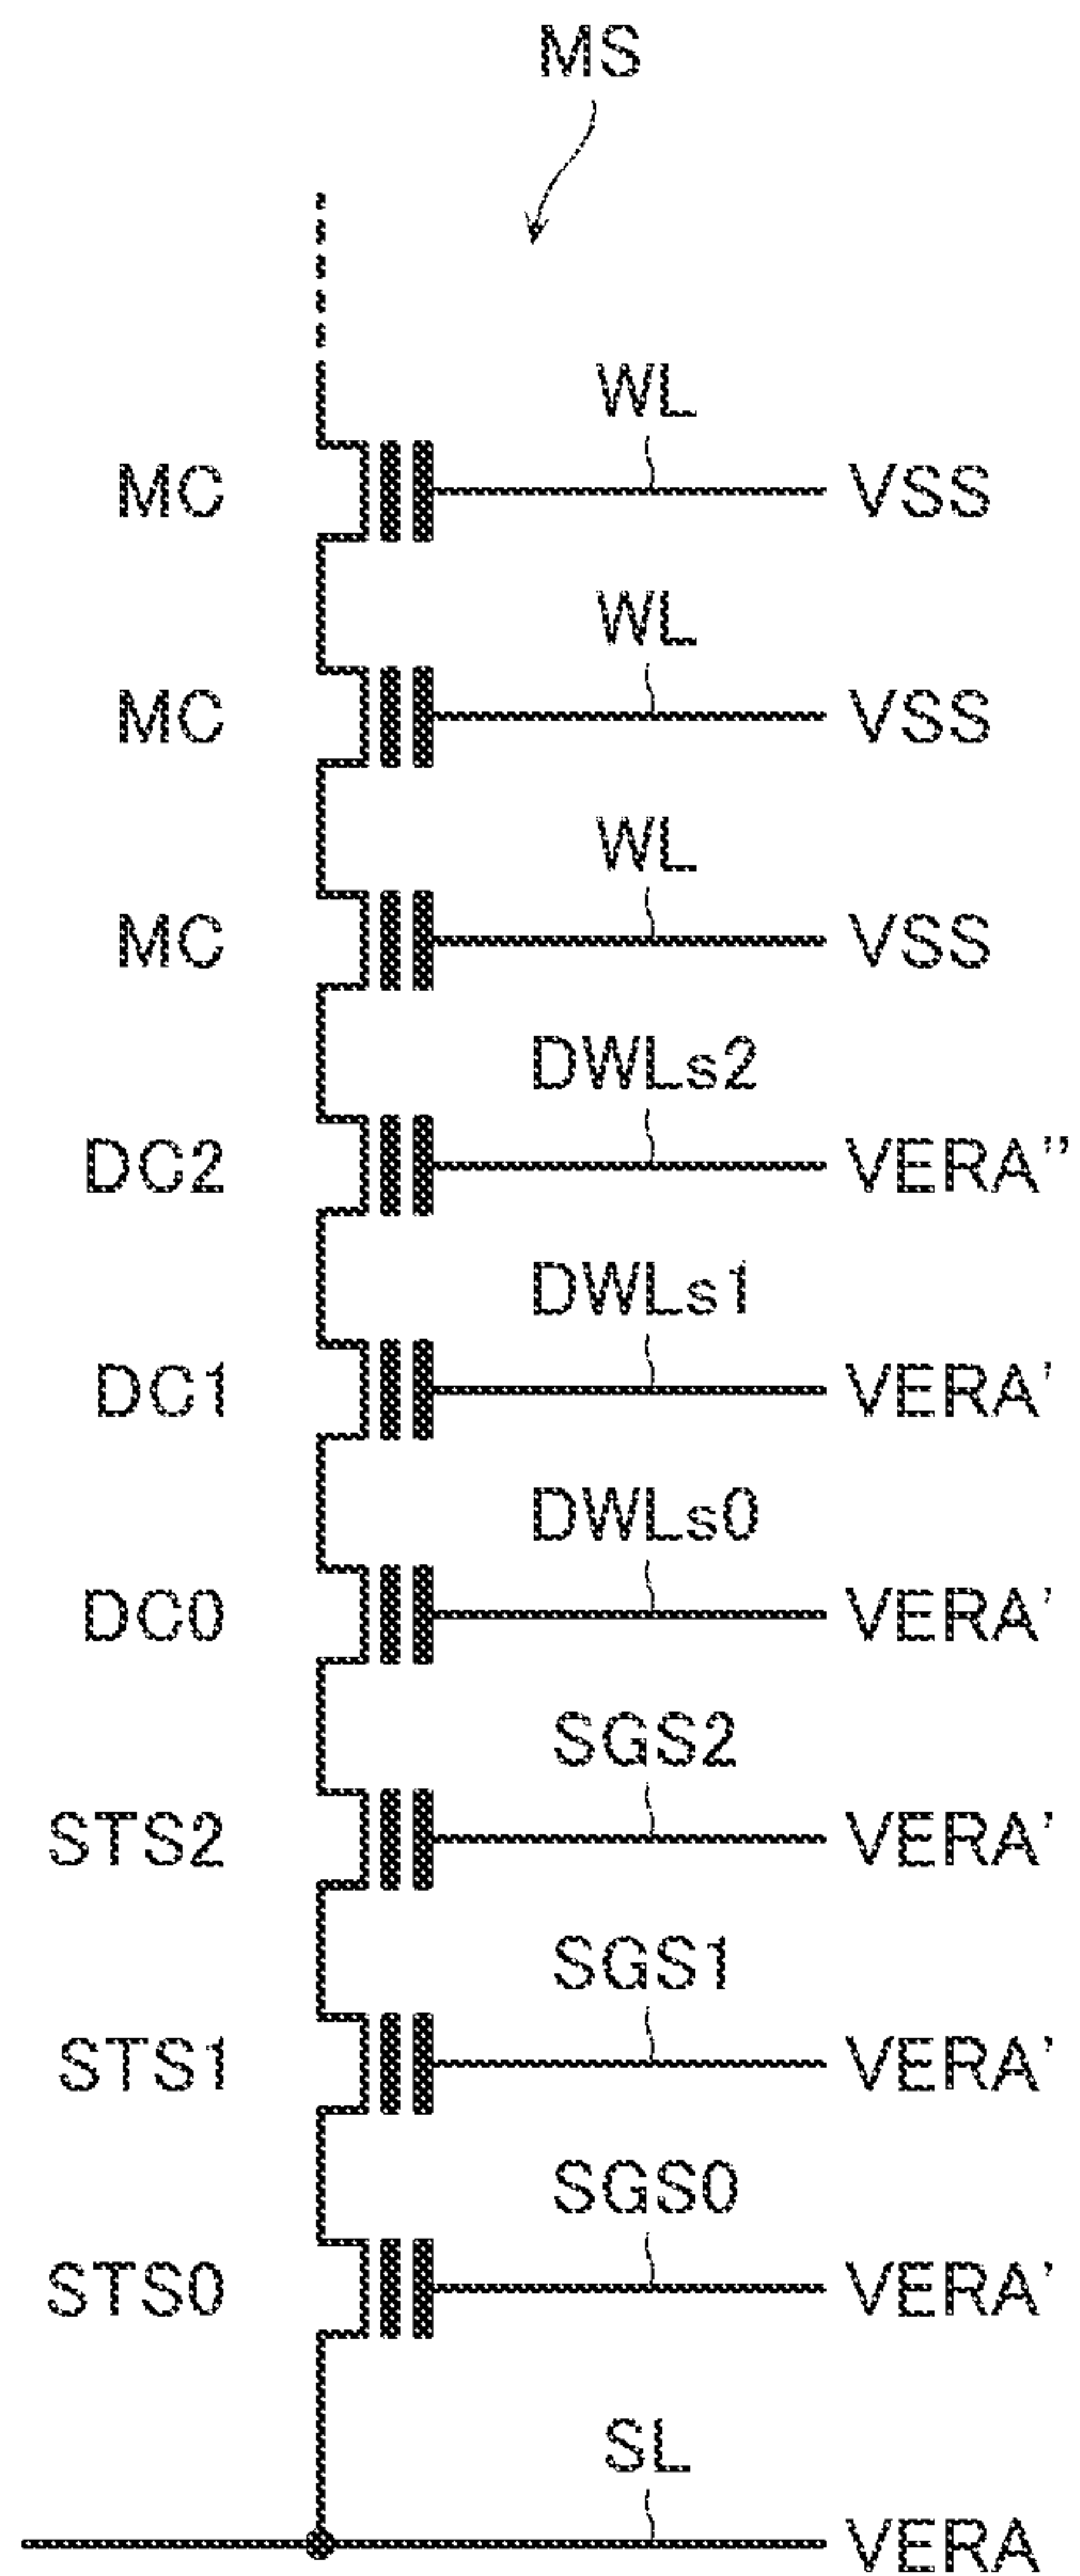 MS
WL
MC VSS
WL
MC VSS
WL
MC VSS
DWLs2
DC2 VERA’’
DWLs1
DC1 VERA’
DWLs0
DC0 VERA’
SGS2
STS2 VERA’
SGS1
STS1 VERA’
SGS0
STS0 VERA’
SL
VERA